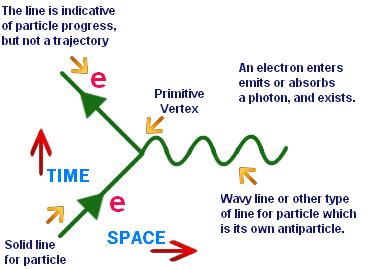 The line is indicative
of particle progress,
but not a trajectory
e
Primitive
Vertex
An electron enters
emits or absorbs
a photon, and exists.
TIME
e
Wavy line or other type
of line for particle which
is its own antiparticle.
Solid line
for particle
SPACE